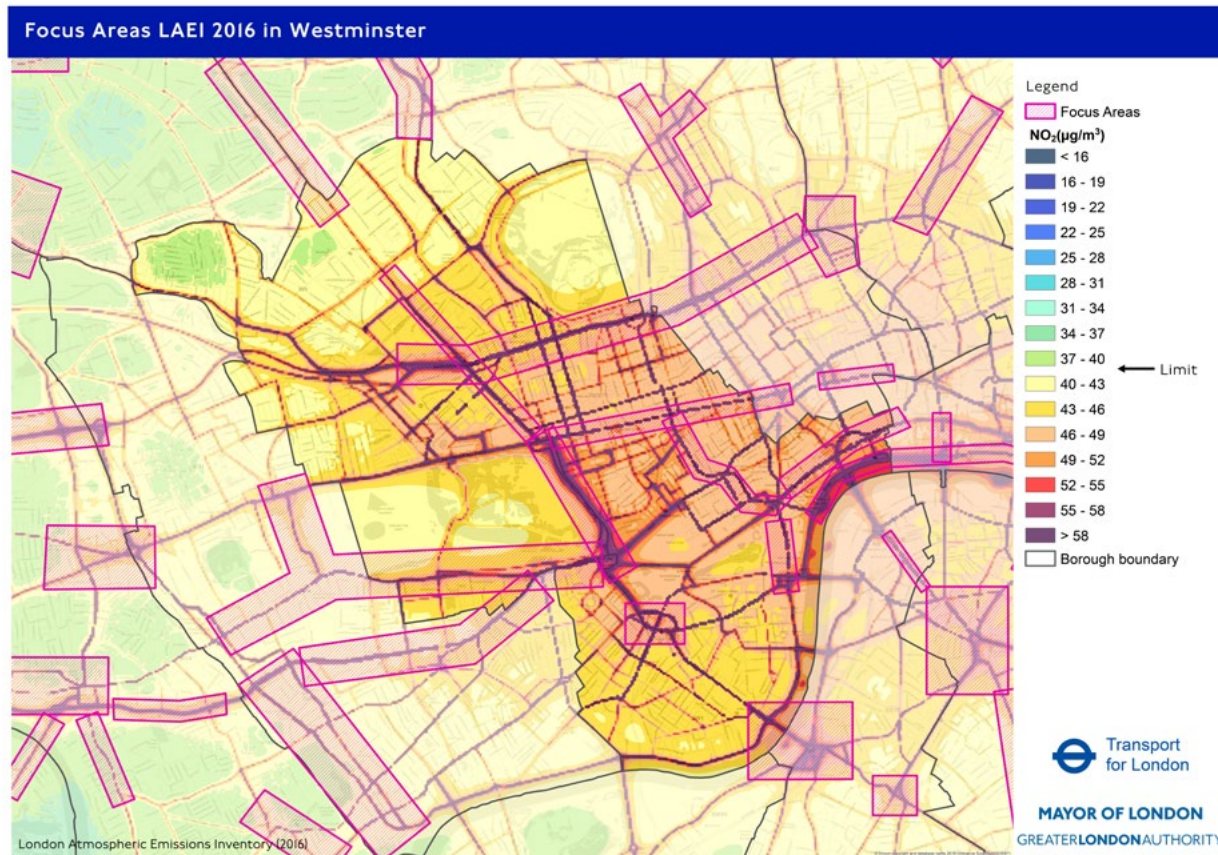 Focus Areas LAEI 2016 in Westminster
Legend
Focus Areas
NO₂(µg/m³)
< 16
16 - 19
19 - 22
22 - 25
25 - 28
28 - 31
31 - 34
34 - 37
37 - 40
Limit
40 - 43
43 - 46
46 - 49
49 - 52
52 - 55
55 - 58
> 58
Borough boundary
Transport
for London
MAYOR OF LONDON
GREATERLONDONAUTHORITY
London Atmospheric Emissions Inventory (2016)